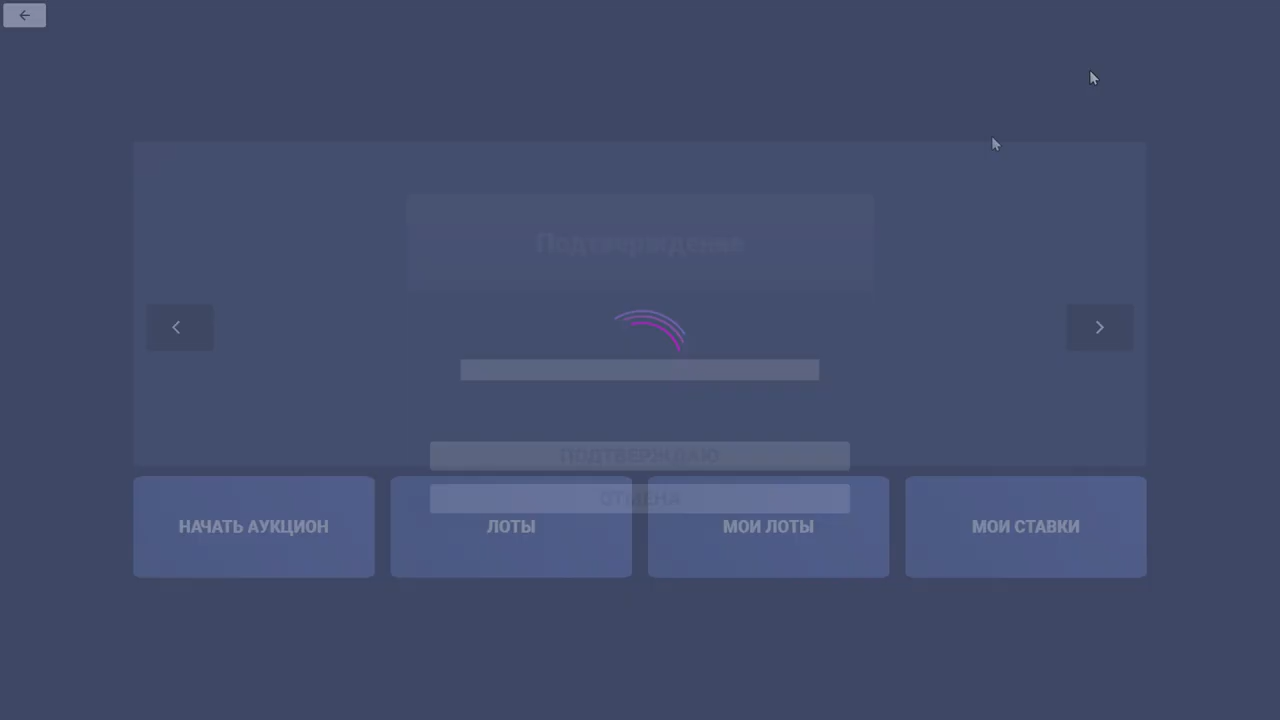 Подтверждение
ПОДТВЕРЖДАЮ
ОТМЕНА
НАЧАТЬ АУКЦИОН
ЛОТЫ
МОИ ЛОТЫ
МОИ СТАВКИ